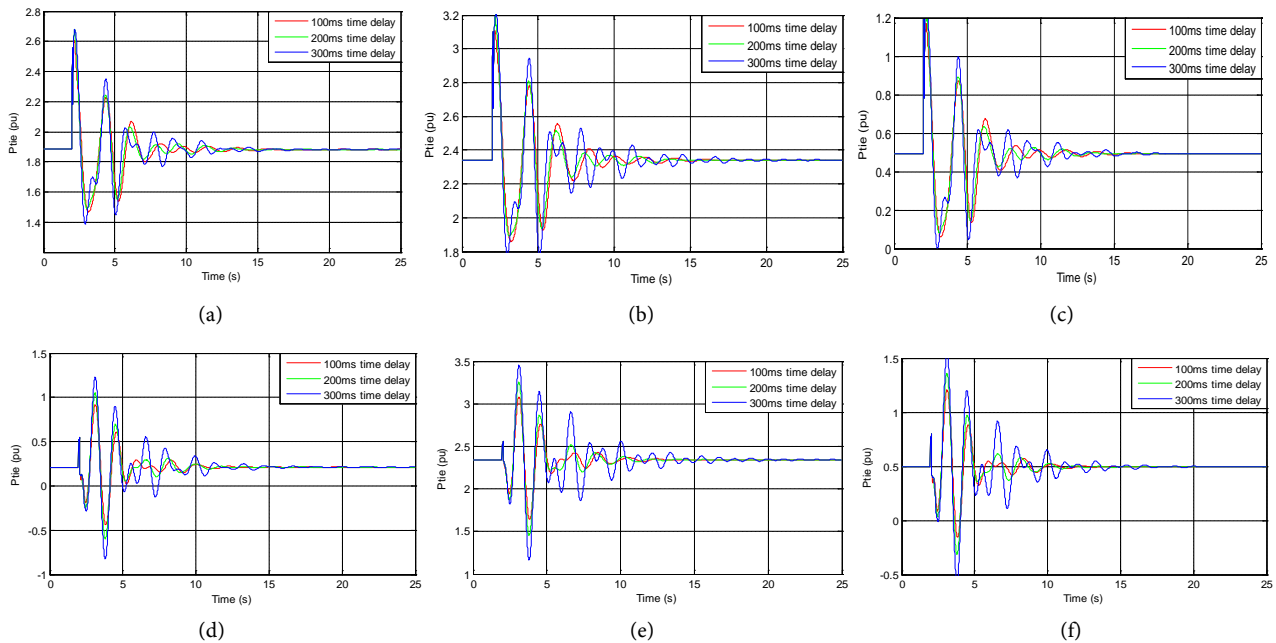 2.8
2.6
2.4
2.2
2
1.8
1.6
1.4
Ptie (pu)
0
5
10
15
20
25
Time (s)
100ms time delay
200ms time delay
300ms time delay
(a)
3.2
3
2.8
2.6
2.4
2.2
2
1.8
Ptie (pu)
0
5
10
15
20
25
Time (s)
100ms time delay
200ms time delay
300ms time delay
(b)
1.2
1
0.8
0.6
0.4
0.2
0
Ptie (pu)
0
5
10
15
20
25
Time (s)
100ms time delay
200ms time delay
300ms time delay
(c)
1.5
1
0.5
0
-0.5
-1
Ptie (pu)
0
5
10
15
20
25
Time (s)
100ms time delay
200ms time delay
300ms time delay
(d)
3.5
3
2.5
2
1.5
1
Ptie (pu)
0
5
10
15
20
25
Time (s)
100ms time delay
200ms time delay
300ms time delay
(e)
1.5
1
0.5
0
-0.5
Ptie (pu)
0
5
10
15
20
25
Time (s)
100ms time delay
200ms time delay
300ms time delay
(f)